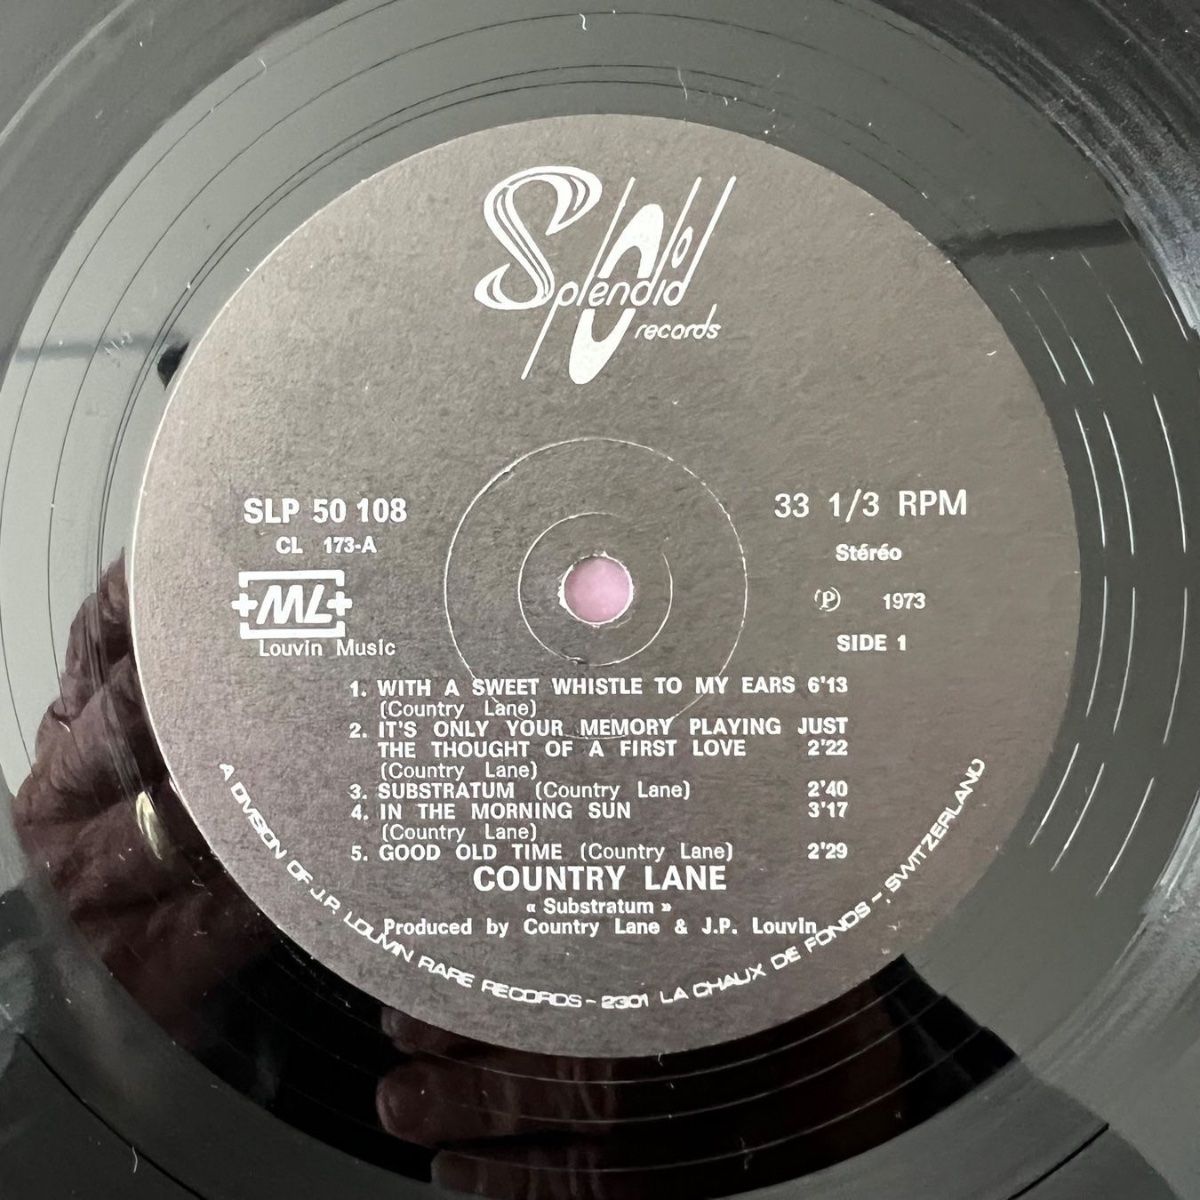 Splendid
records
SLP 50 108
CL 173-A
+ML+
Louvin Music
33 1/3 RPM
Stéréo
Ⓟ 1973
SIDE 1
1. WITH A SWEET WHISTLE TO MY EARS 6'13
(Country Lane)
2. IT'S ONLY YOUR MEMORY PLAYING JUST
THE THOUGHT OF A FIRST LOVE 2'22
(Country Lane)
3. SUBSTRATUM (Country Lane) 2'40
4. IN THE MORNING SUN 3'17
(Country Lane)
5. GOOD OLD TIME (Country Lane) 2'29
COUNTRY LANE
« Substratum »
Produced by Country Lane & J.P. Louvin
A DIVISION OF J.P. LOUVIN RARE RECORDS - 2301 LA CHAUX DE FONDS -, SWITZERLAND